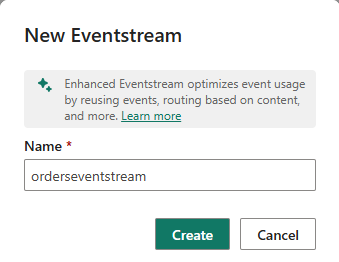 New Eventstream
Enhanced Eventstream optimizes event usage
by reusing events, routing based on content,
and more. Learn more
Name *
orderseventstream
Create
Cancel